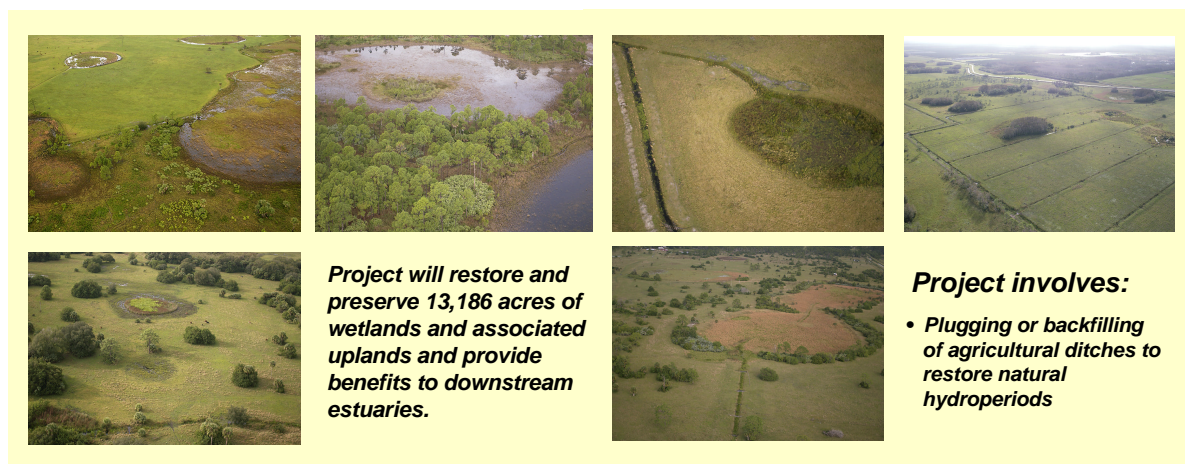 Project will restore and
preserve 13,186 acres of
wetlands and associated
uplands and provide
benefits to downstream
estuaries.
Project involves:
• Plugging or backfilling
of agricultural ditches to
restore natural
hydroperiods